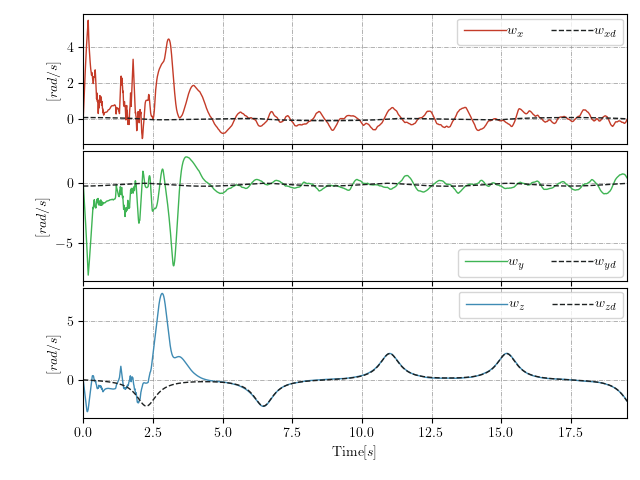 4
2
0
[rad/s]
w_x w_xd
0
−5
[rad/s]
w_y w_yd
5
0
[rad/s]
w_z w_zd
0.0 2.5 5.0 7.5 10.0 12.5 15.0 17.5
Time[s]